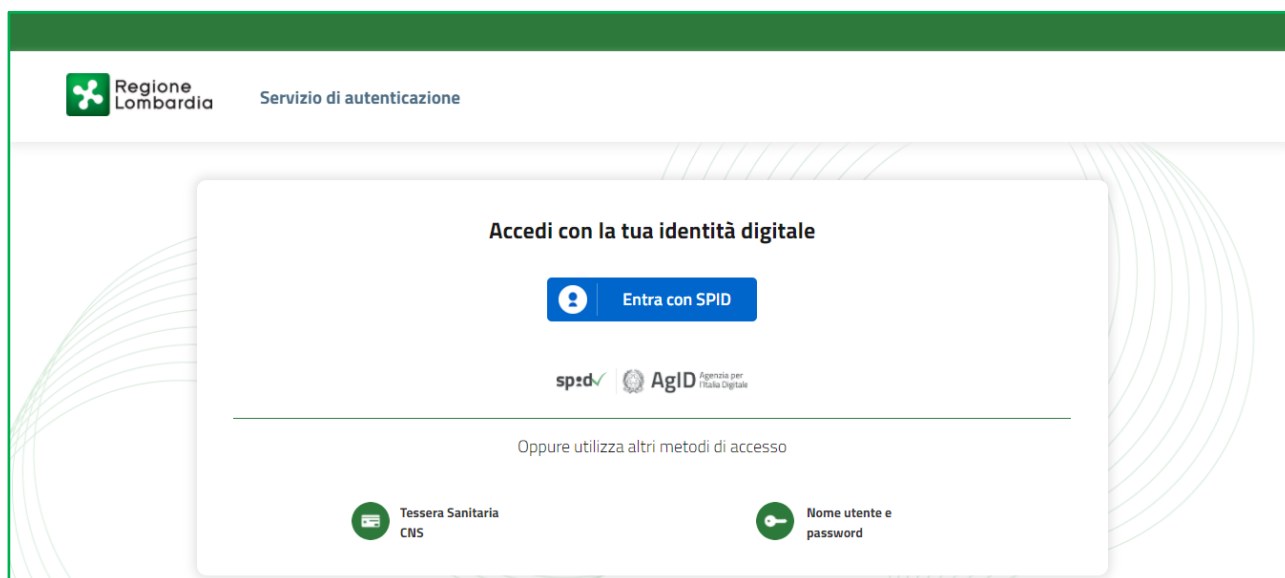 Regione
Lombardia
Servizio di autenticazione
Accedi con la tua identità digitale
Entra con SPID
spid
AgID
Agenzia per
l'Italia Digitale
Oppure utilizza altri metodi di accesso
Tessera Sanitaria
CNS
Nome utente e
password